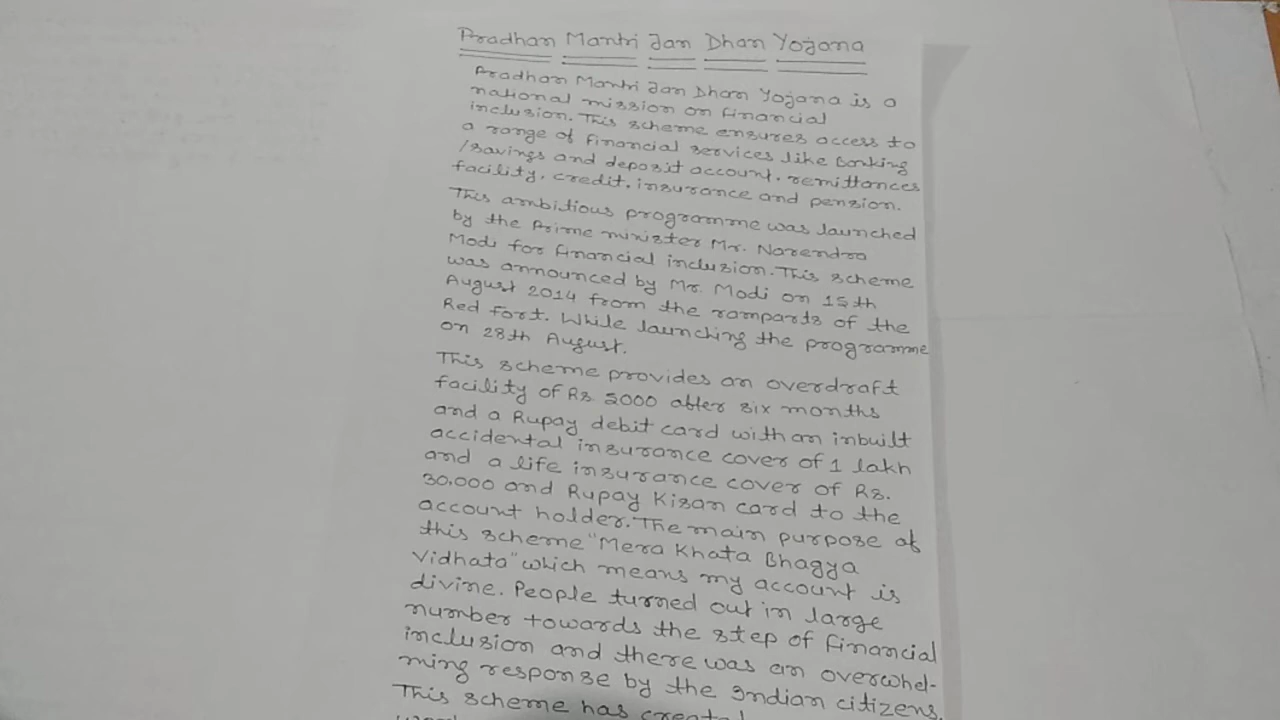 Pradhan Mantri Jan Dhan Yojana
Pradhan Mantri Jan Dhan Yojana is a
national mission on financial
inclusion. This scheme ensures access to
a range of financial services like Banking
/savings and deposit account, remittances
facility, credit, insurance and pension.
This ambitious programme was launched
by the Prime minister Mr. Narendra
Modi for financial inclusion. This scheme
was announced by Mr. Modi on 15th
August 2014 from the ramparts of the
Red Fort. While launching the programme
on 28th August.
This scheme provides an overdraft
facility of Rs 5000 after six months
and a Rupay debit card with an inbuilt
accidental insurance cover of 1 lakh
and a life insurance cover of Rs.
30,000 and Rupay Kisan card to the
account holder. The main purpose of
this scheme "Mera Khata Bhagya
Vidhata" which means my account is
divine. People turned out in large
number towards the step of financial
inclusion and there was an overwhel-
ming response by the Indian citizens.
This scheme has